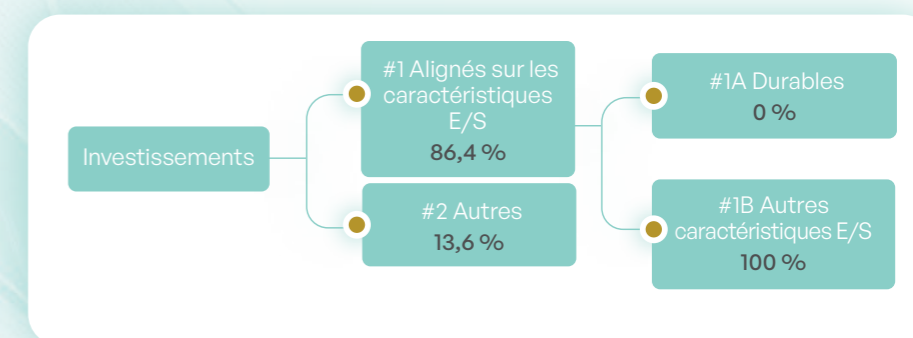 Investissements
#1 Alignés sur les
caractéristiques
E/S
86,4 %
#2 Autres
13,6 %
#1A Durables
0 %
#1B Autres
caractéristiques E/S
100 %